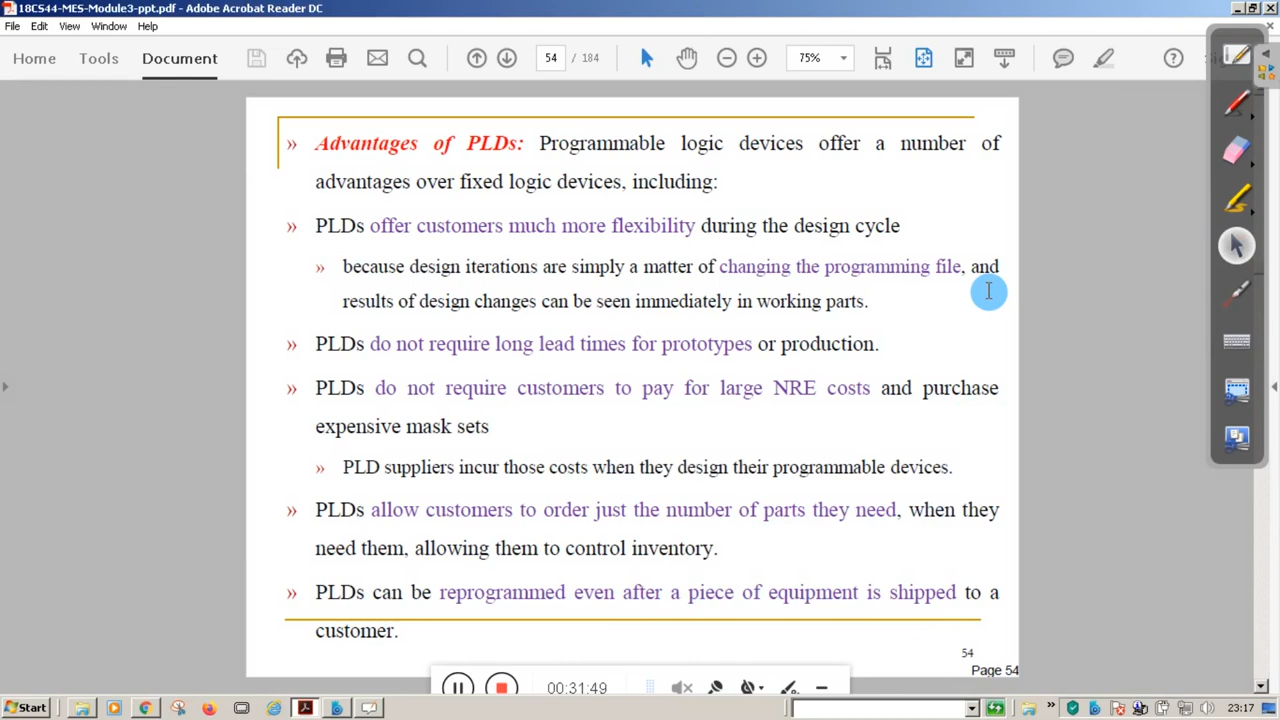 18CS44-MES-Module3-ppt.pdf - Adobe Acrobat Reader DC
File Edit View Window Help
Home Tools Document 54 / 184 75%
» Advantages of PLDs: Programmable logic devices offer a number of
advantages over fixed logic devices, including:
» PLDs offer customers much more flexibility during the design cycle
» because design iterations are simply a matter of changing the programming file, and
results of design changes can be seen immediately in working parts.
» PLDs do not require long lead times for prototypes or production.
» PLDs do not require customers to pay for large NRE costs and purchase
expensive mask sets
» PLD suppliers incur those costs when they design their programmable devices.
» PLDs allow customers to order just the number of parts they need, when they
need them, allowing them to control inventory.
» PLDs can be reprogrammed even after a piece of equipment is shipped to a
customer.
54
Page 54
00:31:49
Start » 23:17